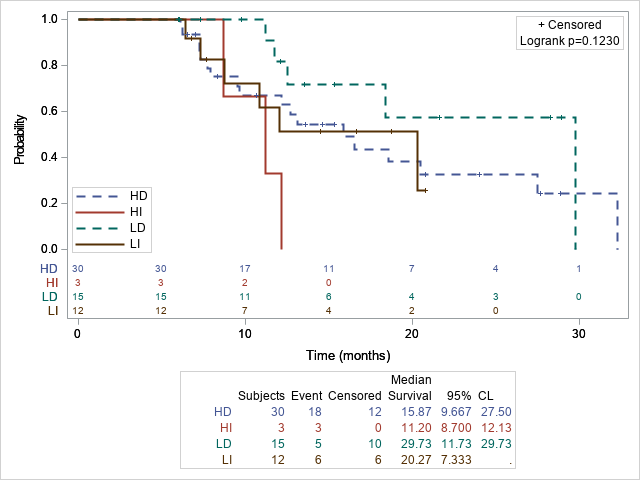 + Censored
Logrank p=0.1230
1.0
0.8
0.6
0.4
0.2
0.0
Probability
HD
HI
LD
LI
HD 30 30 17 11 7 4 1
HI 3 3 2 0
LD 15 15 11 6 4 3 0
LI 12 12 7 4 2 0
0 10 20 30
Time (months)
Median
Subjects Event Censored Survival 95% CL
HD 30 18 12 15.87 9.667 27.50
HI 3 3 0 11.20 8.700 12.13
LD 15 5 10 29.73 11.73 29.73
LI 12 6 6 20.27 7.333 .